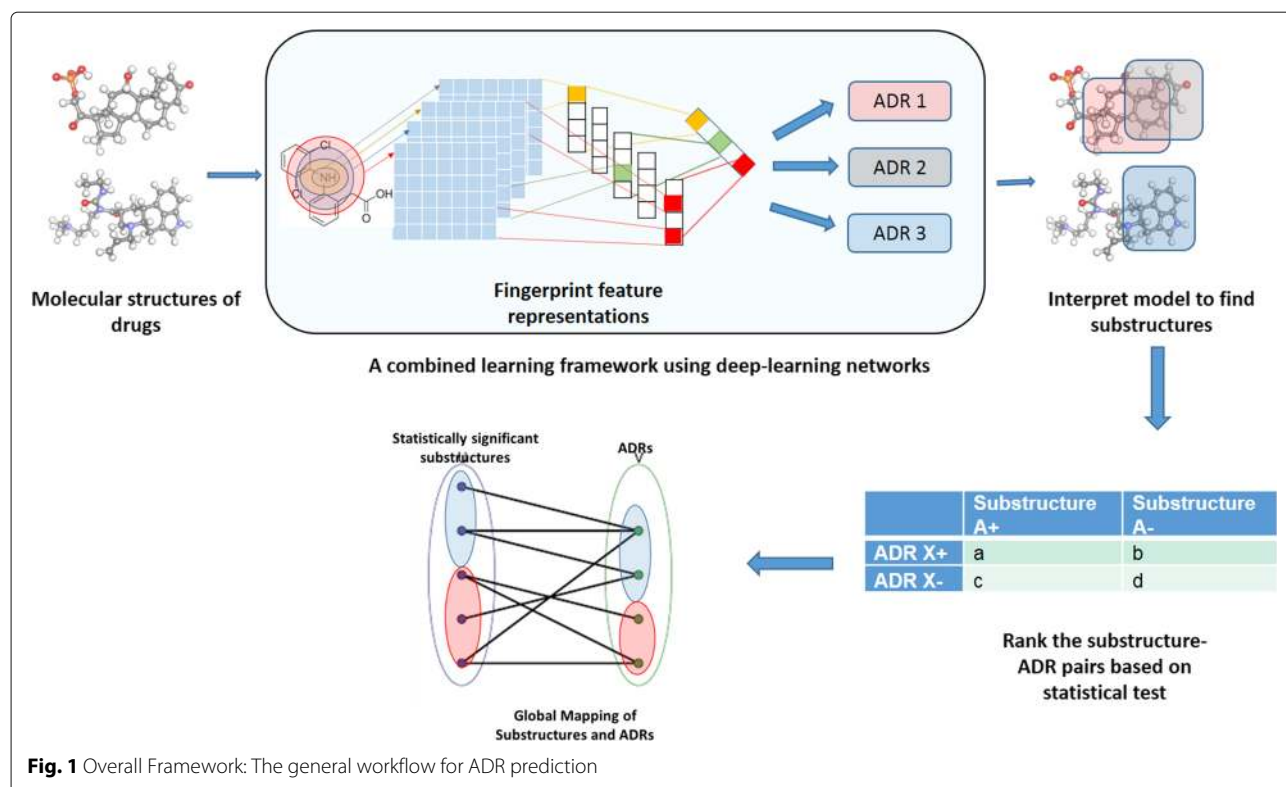 Cl
Cl
NH
OH
O
ADR 1
ADR 2
ADR 3
Molecular structures of
drugs
Fingerprint feature
representations
Interpret model to find
substructures
A combined learning framework using deep-learning networks
Statistically significant
substructures
ADRs
Substructure
A+
Substructure
A-
ADR X+ a b
ADR X- c d
Rank the substructure-
ADR pairs based on
statistical test
Global Mapping of
Substructures and ADRs
Fig. 1 Overall Framework: The general workflow for ADR prediction